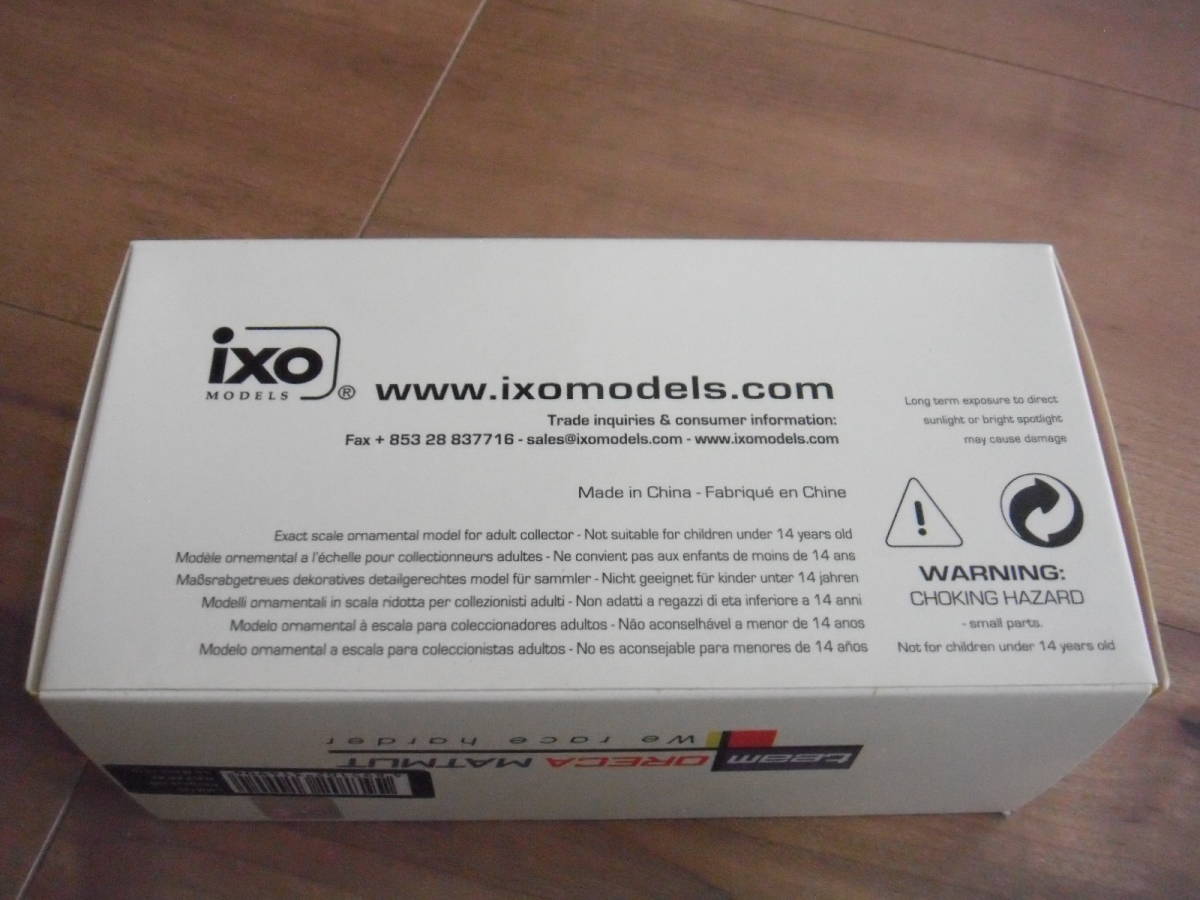 ixo
MODELS ®
www.ixomodels.com
Trade inquiries & consumer information:
Fax + 853 28 837716 - sales@ixomodels.com - www.ixomodels.com
Made in China - Fabriqué en Chine
Exact scale ornamental model for adult collector - Not suitable for children under 14 years old
Modèle ornemental a l'échelle pour collectionneurs adultes - Ne convient pas aux enfants de moins de 14 ans
Maßsrabgetreues dekoratives detailgerechtes model für sammler - Nicht geeignet für kinder unter 14 jahren
Modelli ornamentali in scala ridotta per collezionisti adulti - Non adatti a regazzi di eta inferiore a 14 anni
Modelo ornamental à escala para coleccionadores adultos - Não aconselhável a menor de 14 anos
Modelo ornamental a escala para coleccionistas adultos - No es aconsejable para menores de 14 años
Long term exposure to direct
sunlight or bright spotlight
may cause damage
!
WARNING:
CHOKING HAZARD
- small parts.
Not for children under 14 years old
team ORECA MATMUT
we race harder